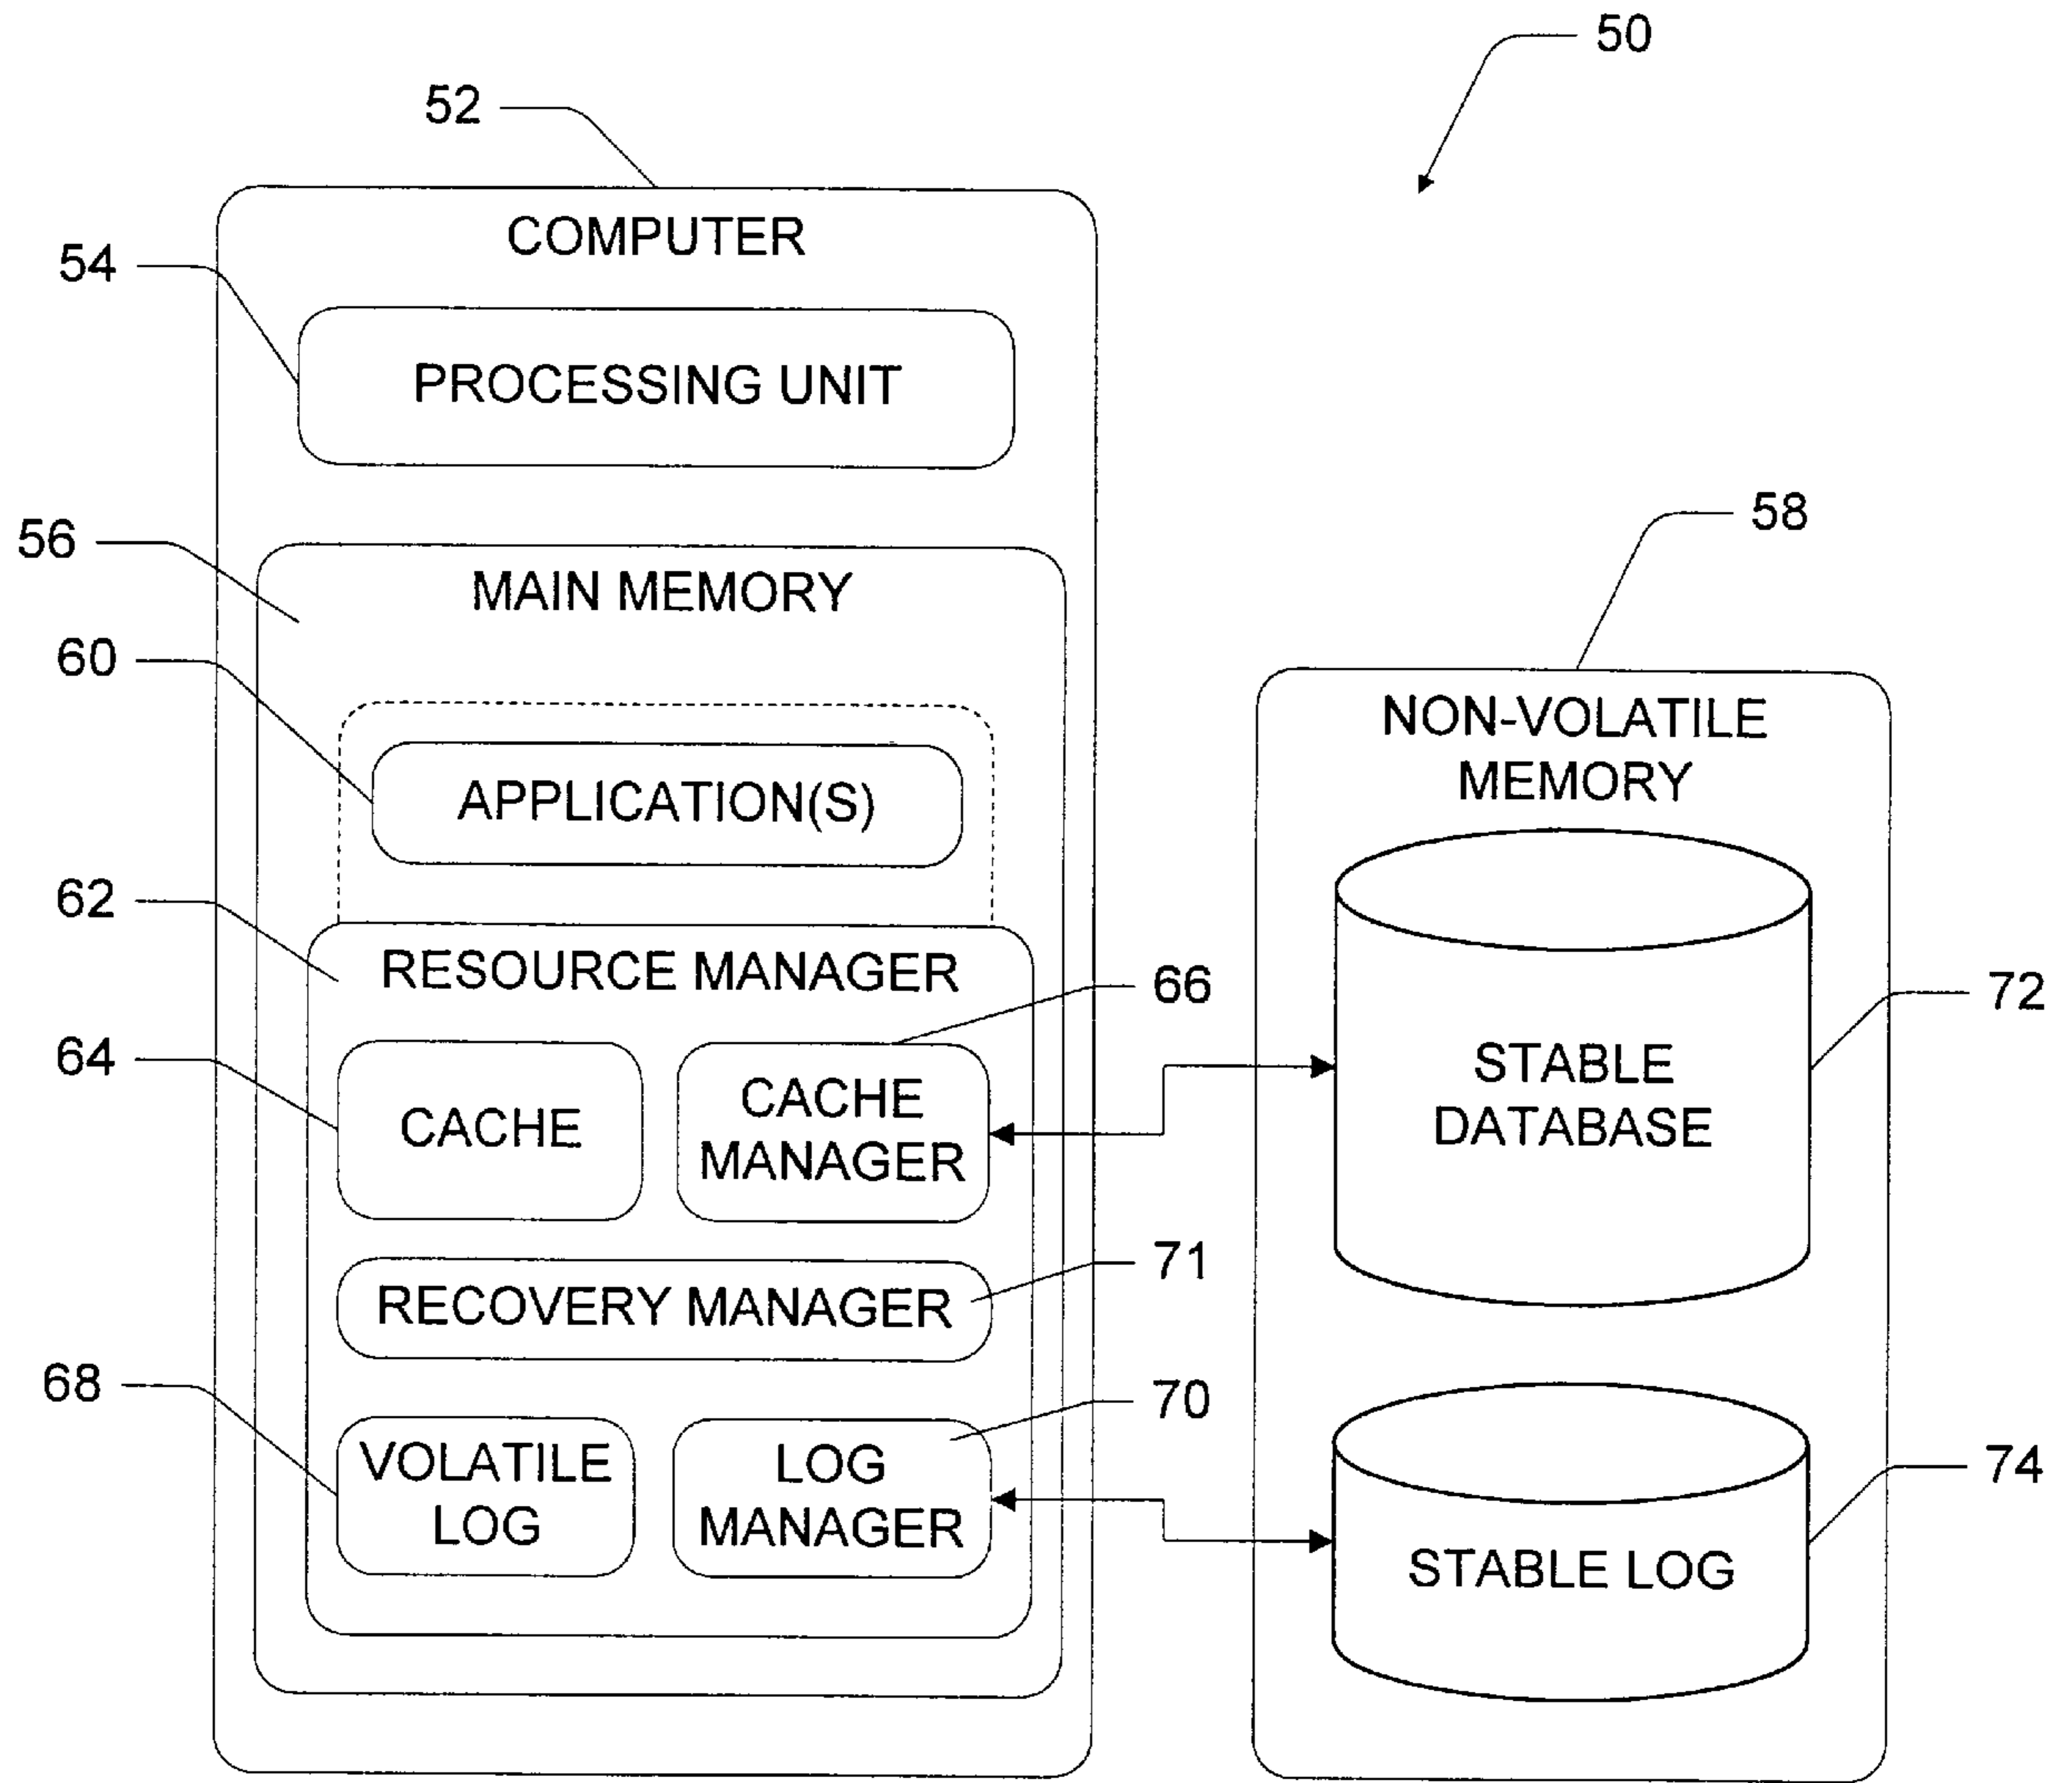 50
52
COMPUTER
54
PROCESSING UNIT
56
MAIN MEMORY
58
60
APPLICATION(S)
NON-VOLATILE
MEMORY
62
RESOURCE MANAGER
66
72
64
CACHE
CACHE
MANAGER
STABLE
DATABASE
71
RECOVERY MANAGER
68
70
VOLATILE
LOG
LOG
MANAGER
74
STABLE LOG